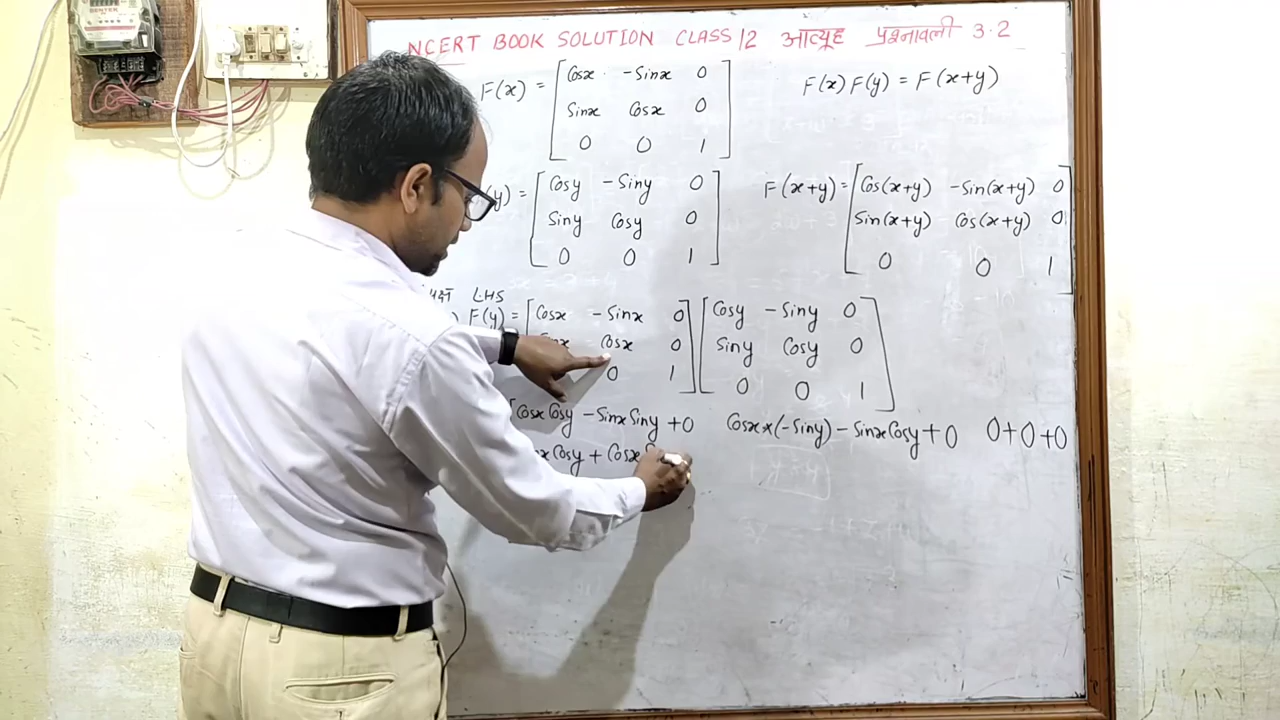 NCERT BOOK SOLUTION CLASS 12 आव्यूह प्रश्नावली 3.2
F(x) = [Cosx -Sinx 0
Sinx Cosx 0
0 0 1]
F(x) F(y) = F(x+y)
y) = [Cosy -Siny 0
Siny Cosy 0
0 0 1]
F(x+y) = [Cos(x+y) -Sin(x+y) 0
Sin(x+y) Cos(x+y) 0
0 0 1]
LHS
F(y) = [Cosx -Sinx 0] [Cosy -Siny 0]
Cosx 0 Siny Cosy 0
0 1 0 0 1
[Cosx Cosy - Sinx Siny + 0 Cosx×(-Siny) - Sinx Cosy + 0 0+0+0
x Cosy + Cosx